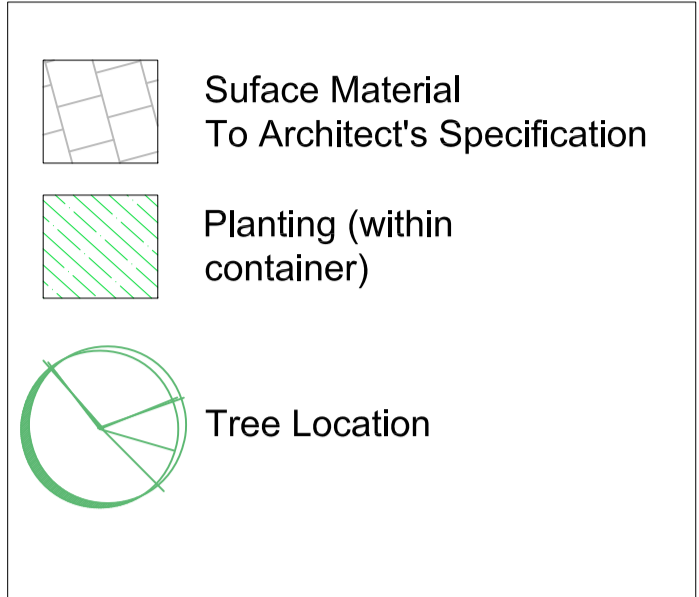 Suface Material
To Architect's Specification
Planting (within
container)
Tree Location